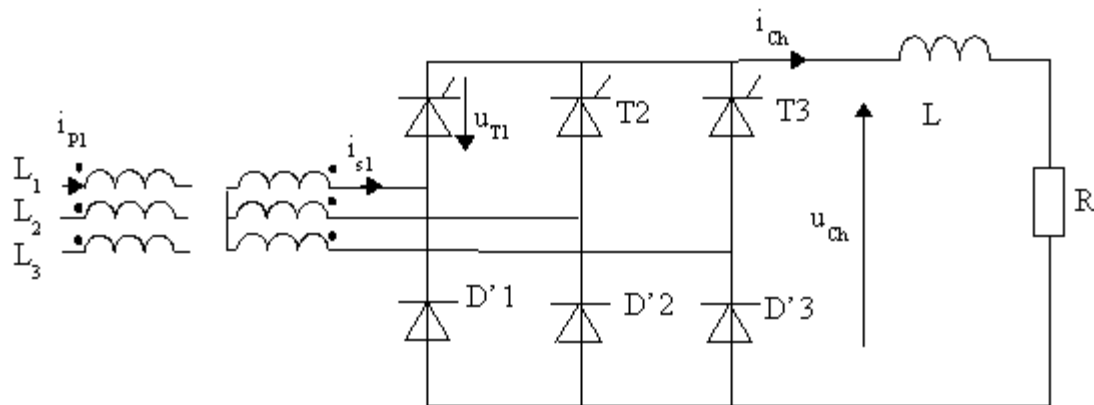 i_Ch
T2
T3
u_T1
L
i_P1
i_s1
L_1
L_2
L_3
R
u_Ch
D'1
D'2
D'3